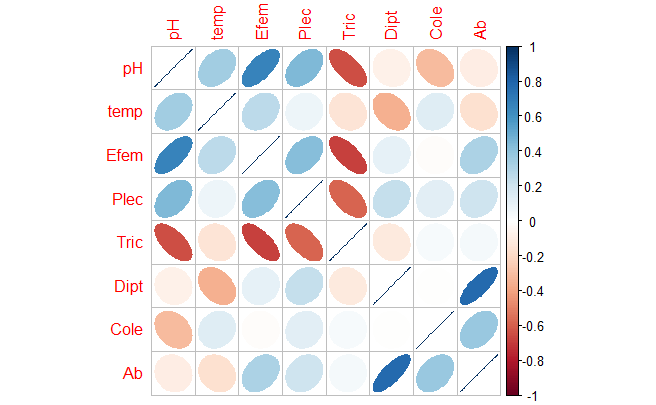 pH temp Efem Plec Tric Dipt Cole Ab
pH
temp
Efem
Plec
Tric
Dipt
Cole
Ab
1
0.8
0.6
0.4
0.2
0
-0.2
-0.4
-0.6
-0.8
-1